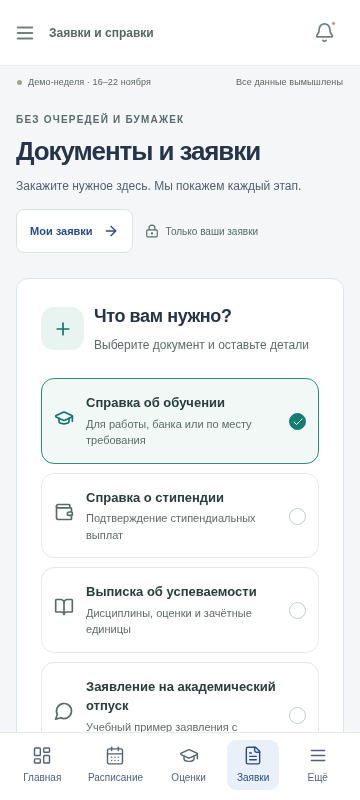 Заявки и справки
Демо-неделя · 16–22 ноября
Все данные вымышлены
БЕЗ ОЧЕРЕДЕЙ И БУМАЖЕК
Документы и заявки
Закажите нужное здесь. Мы покажем каждый этап.
Мои заявки
Только ваши заявки
Что вам нужно?
Выберите документ и оставьте детали
Справка об обучении
Для работы, банка или по месту
требования
Справка о стипендии
Подтверждение стипендиальных
выплат
Выписка об успеваемости
Дисциплины, оценки и зачётные
единицы
Заявление на академический
отпуск
Учебный пример заявления с
Главная
Расписание
Оценки
Заявки
Ещё